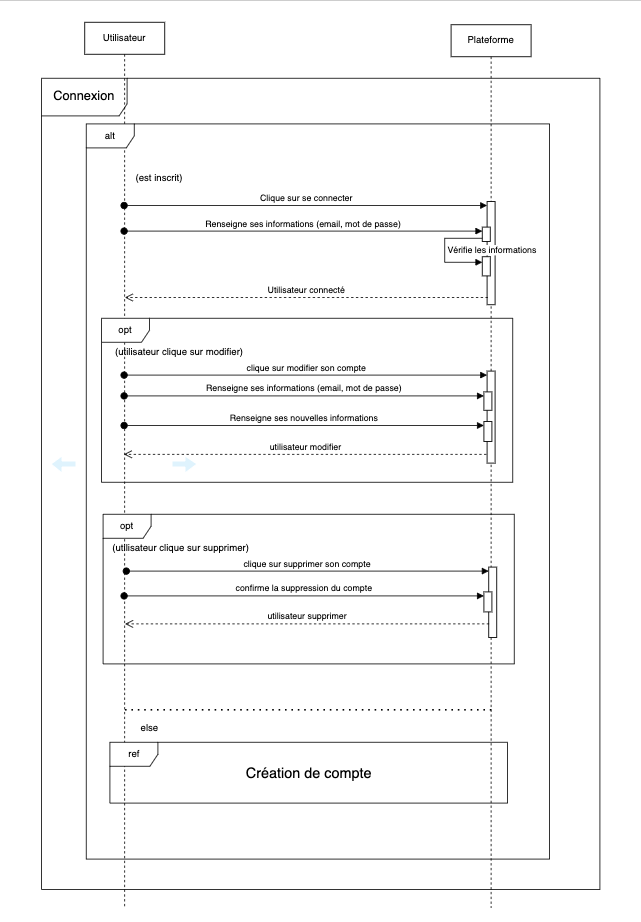 Utilisateur
Plateforme
Connexion
alt
(est inscrit)
Clique sur se connecter
Renseigne ses informations (email, mot de passe)
Vérifie les informations
Utilisateur connecté
opt
(utilisateur clique sur modifier)
clique sur modifier son compte
Renseigne ses informations (email, mot de passe)
Renseigne ses nouvelles informations
utilisateur modifier
opt
(utilisateur clique sur supprimer)
clique sur supprimer son compte
confirme la suppression du compte
utilisateur supprimer
else
ref
Création de compte